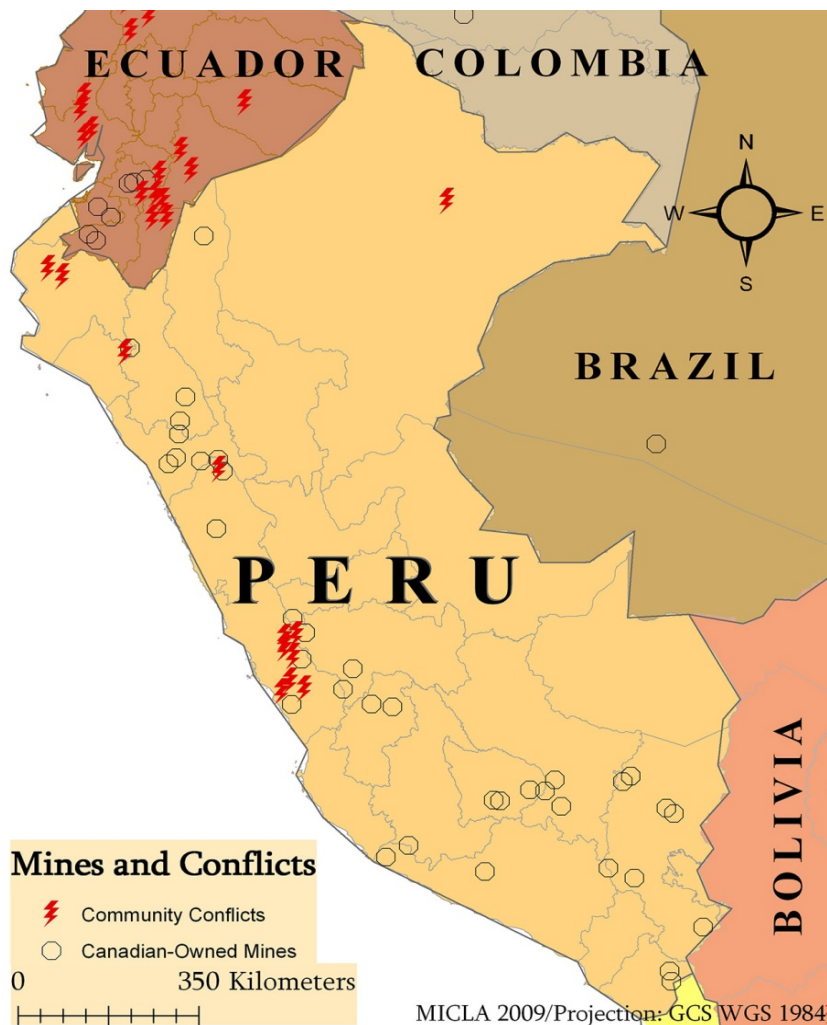 ECUADOR
COLOMBIA
N
W E
S
BRAZIL
PERU
BOLIVIA
Mines and Conflicts
Community Conflicts
Canadian-Owned Mines
0 350 Kilometers
MICLA 2009/Projection: GCS WGS 1984